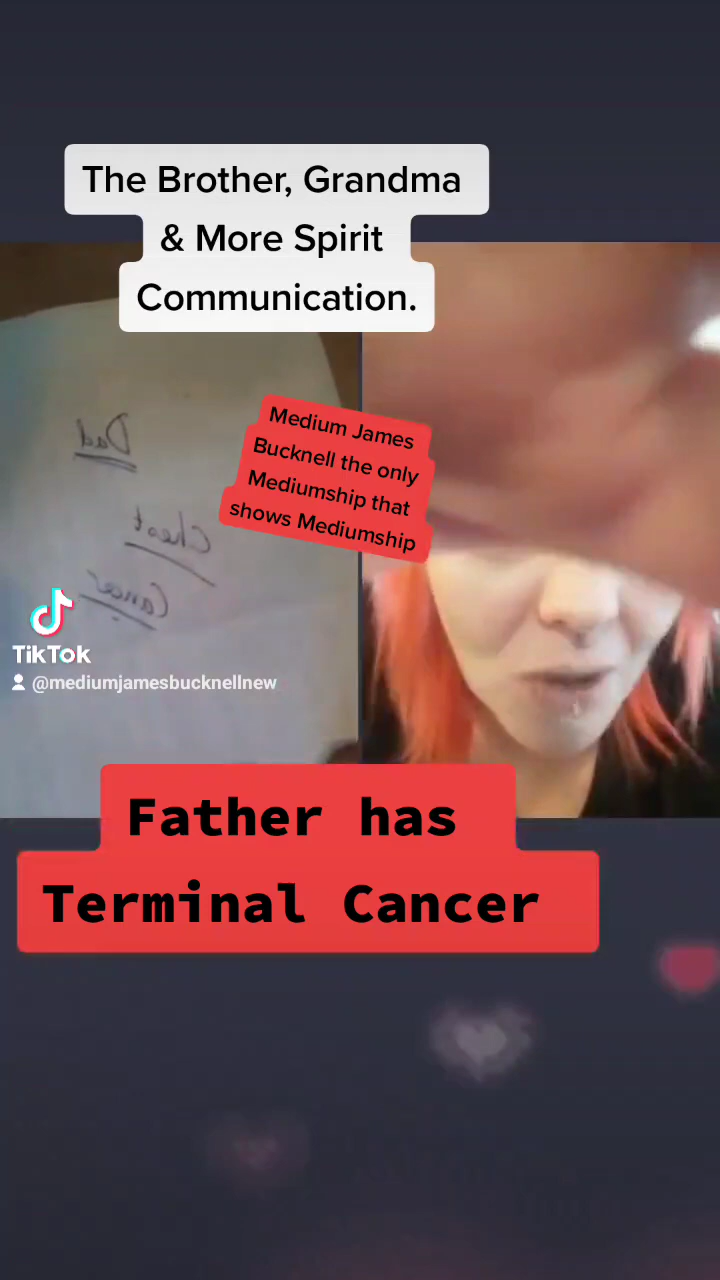 The Brother, Grandma
& More Spirit
Communication.
Medium James
Bucknell the only
Mediumship that
shows Mediumship
Dad
Chest
Cancer
TikTok
@mediumjamesbucknellnew
Father has
Terminal Cancer